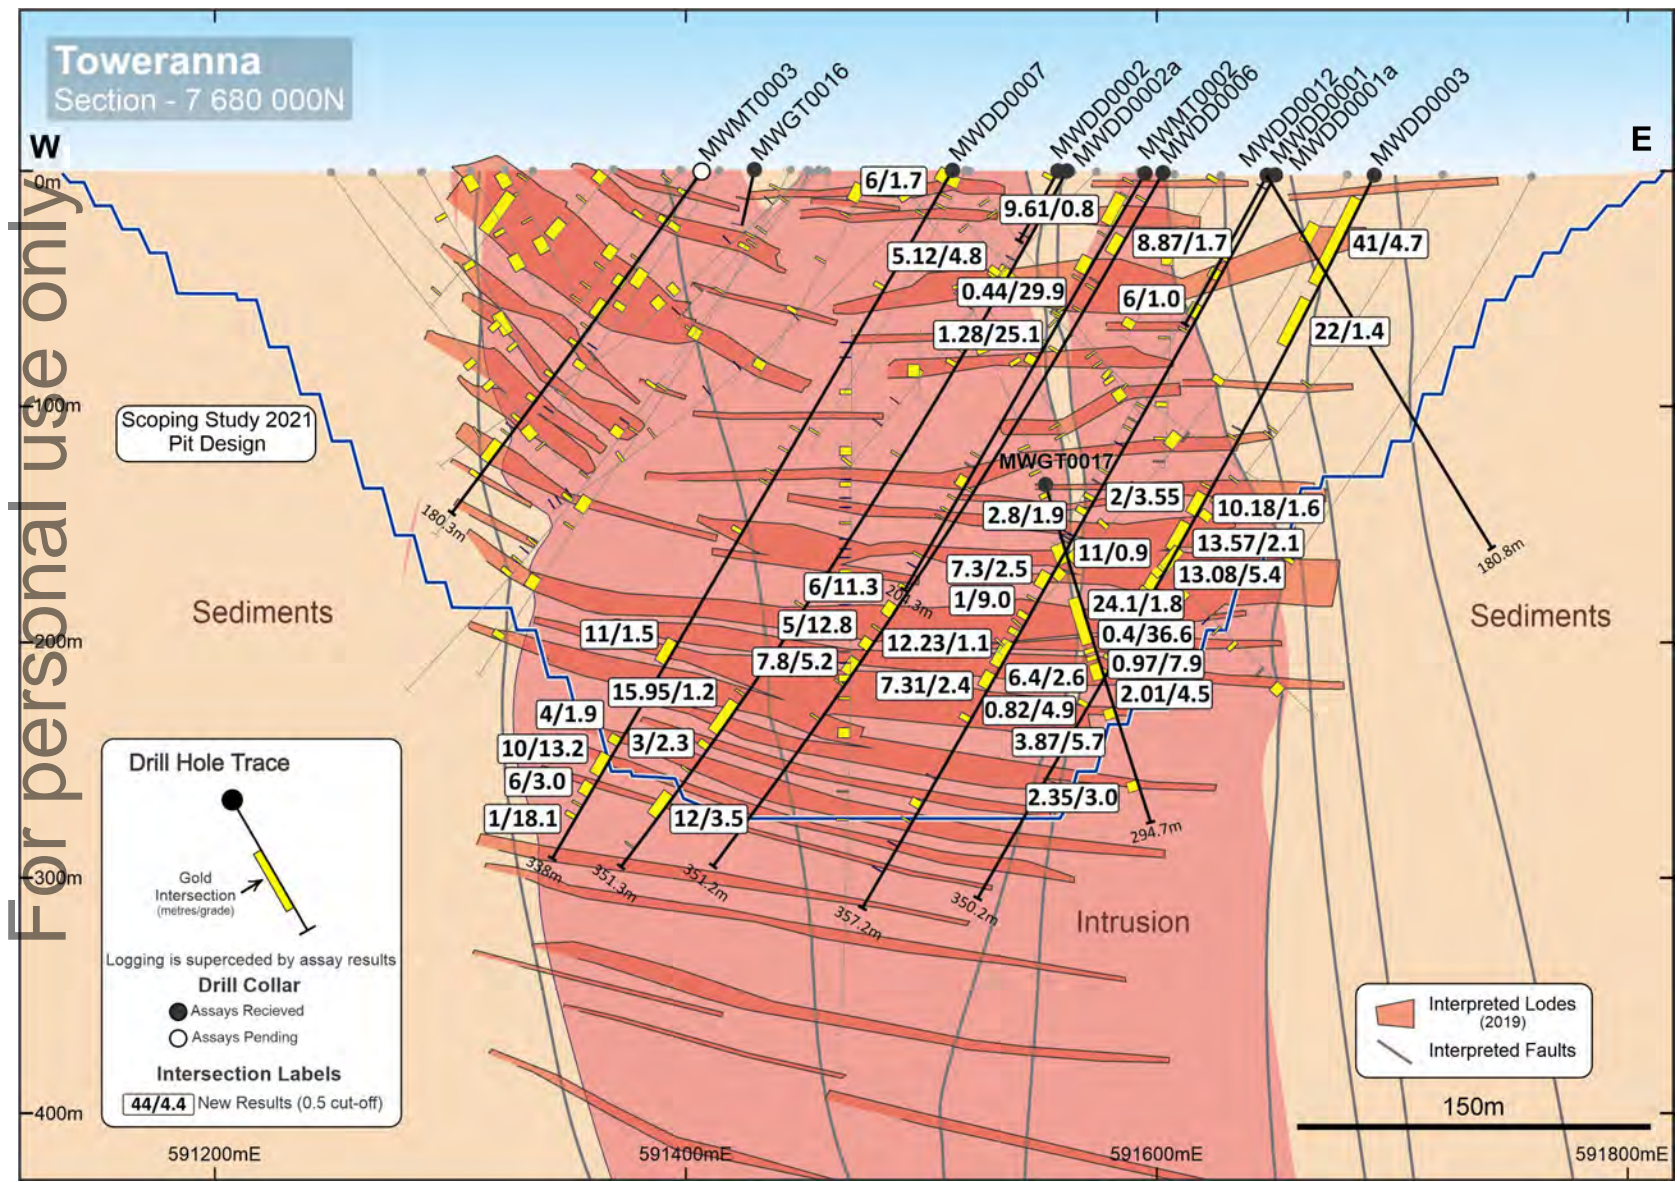 For personal use only
Toweranna
Section - 7 680 000N
W
E
MWMT0003
MWGT0016
MWDD0007
MWDD0002
MWDD0002a
MWMT0002
MWDD0006
MWDD0012
MWDD0001
MWDD0001a
MWDD0003
0m
100m
200m
300m
400m
6/1.7
9.61/0.8
5.12/4.8
8.87/1.7
41/4.7
0.44/29.9
6/1.0
1.28/25.1
22/1.4
Scoping Study 2021
Pit Design
MWGT0017
2/3.55
2.8/1.9
10.18/1.6
180.3m
11/0.9
13.57/2.1
180.8m
7.3/2.5
13.08/5.4
6/11.3
204.3m
1/9.0
24.1/1.8
Sediments
Sediments
11/1.5
5/12.8
12.23/1.1
0.4/36.6
7.8/5.2
0.97/7.9
7.31/2.4
6.4/2.6
2.01/4.5
15.95/1.2
4/1.9
0.82/4.9
10/13.2
3/2.3
3.87/5.7
6/3.0
2.35/3.0
1/18.1
12/3.5
294.7m
338m
351.3m
351.2m
357.2m
350.2m
Intrusion
Drill Hole Trace
Gold
Intersection
(metres/grade)
Logging is superceded by assay results
Drill Collar
Assays Recieved
Assays Pending
Intersection Labels
44/4.4 New Results (0.5 cut-off)
Interpreted Lodes
(2019)
Interpreted Faults
150m
591200mE
591400mE
591600mE
591800mE